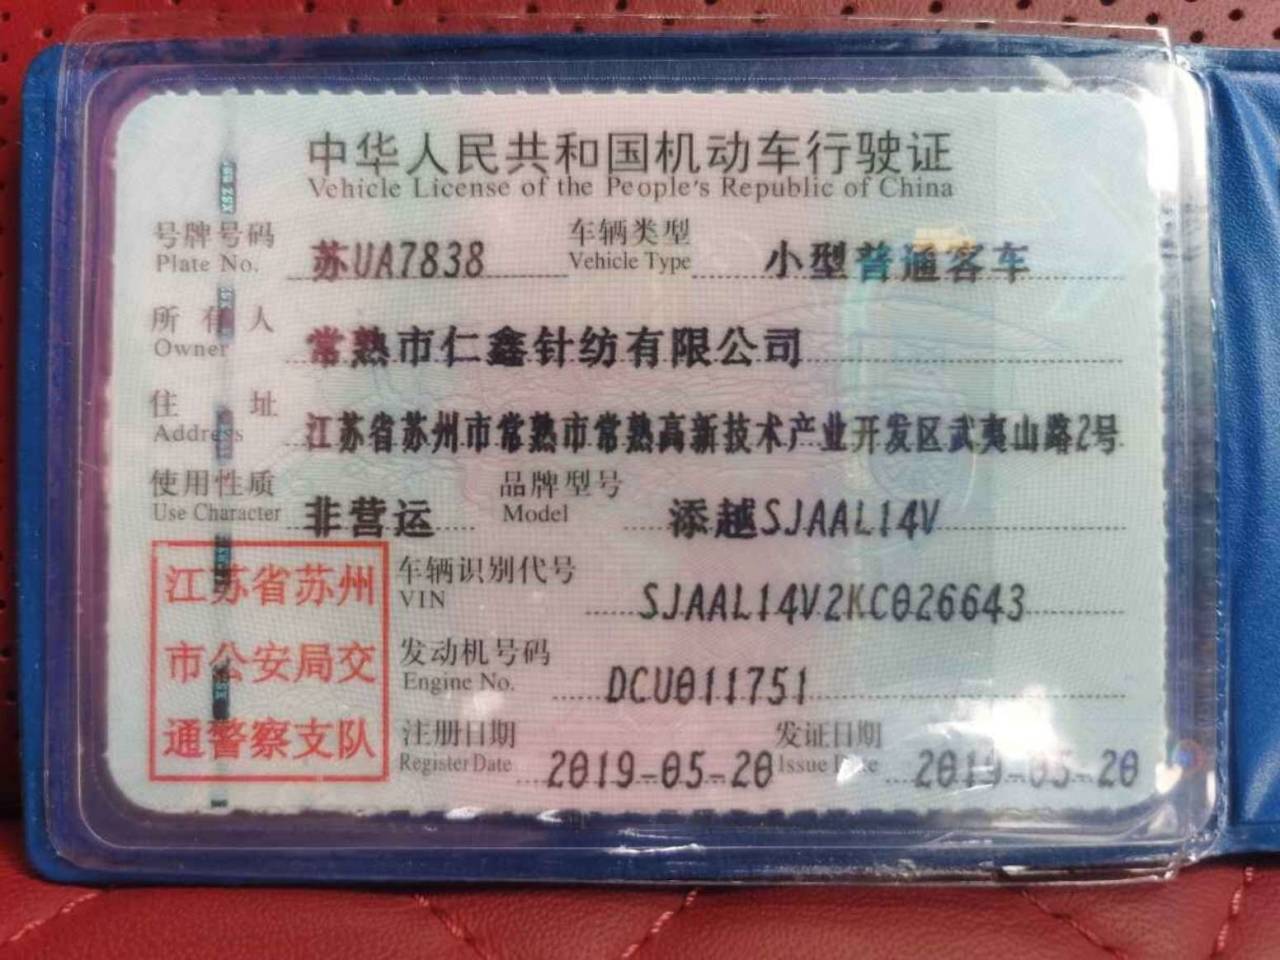 中华人民共和国机动车行驶证
Vehicle License of the People's Republic of China
号牌号码 苏UA7838 车辆类型 小型普通客车
Plate No. Vehicle Type
所有人 常熟市仁鑫针纺有限公司
Owner
住址 江苏省苏州市常熟市常熟高新技术产业开发区武夷山路2号
Address
使用性质 非营运 品牌型号 添越SJAAL14V
Use Character Model
江苏省苏州
市公安局交
通警察支队
车辆识别代号 SJAAL14V2KC026643
VIN
发动机号码 DCU011751
Engine No.
注册日期 2019-05-20 发证日期 2019-05-20
Register Date Issue Date